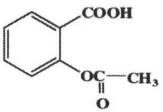 COOH
OC — CH₃
O